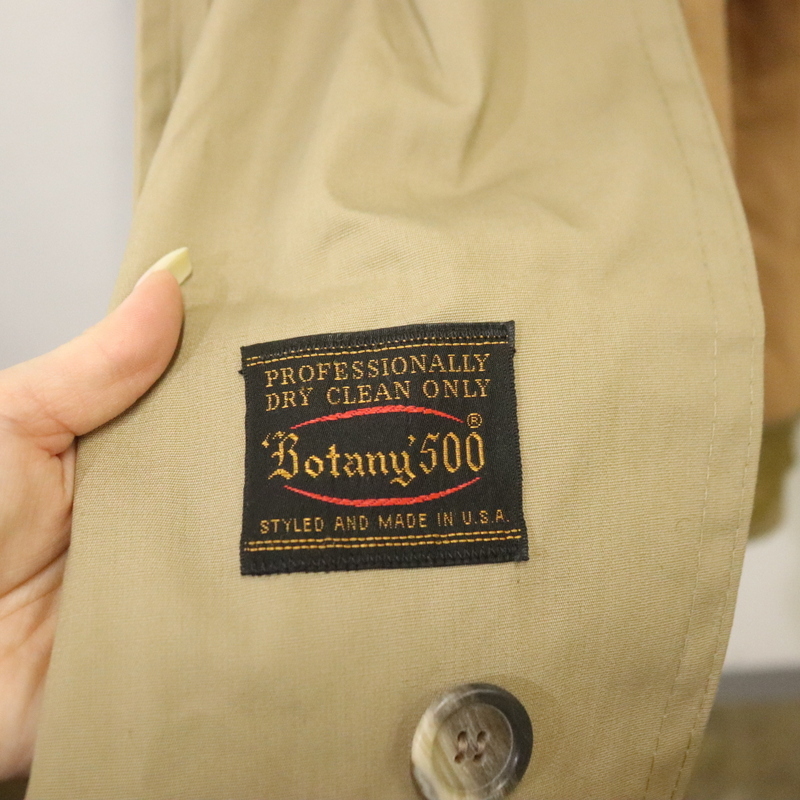 PROFESSIONALLY
DRY CLEAN ONLY
'Botany' 500®
STYLED AND MADE IN U.S.A.